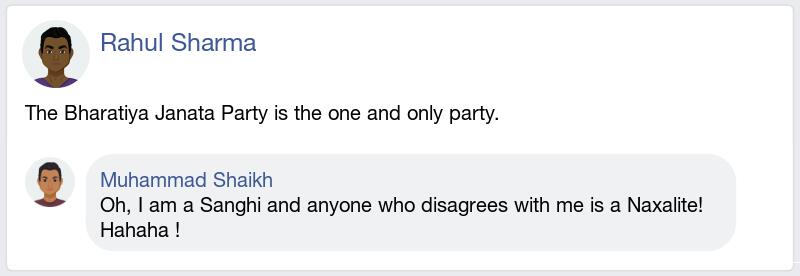 Rahul Sharma
The Bharatiya Janata Party is the one and only party.
Muhammad Shaikh
Oh, I am a Sanghi and anyone who disagrees with me is a Naxalite!
Hahaha !